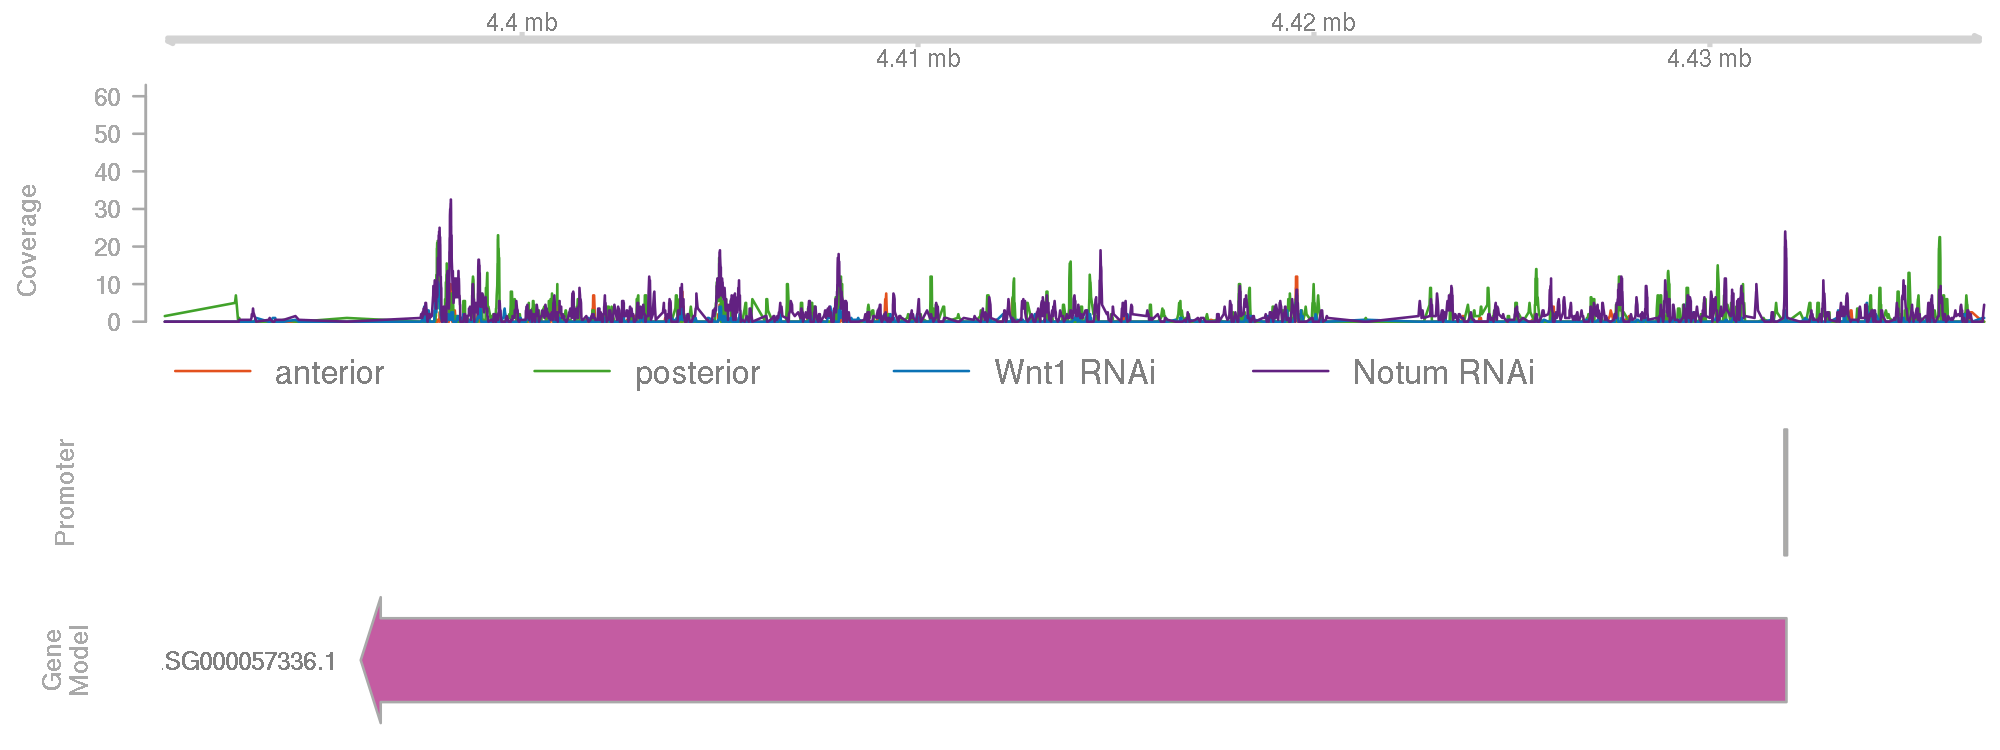 4.4 mb
4.42 mb
4.41 mb
4.43 mb
Coverage
60
50
40
30
20
10
0
anterior posterior Wnt1 RNAi Notum RNAi
Promoter
Gene
Model
.SG000057336.1